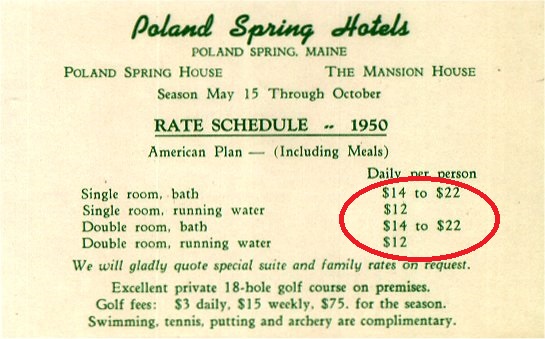 Poland Spring Hotels
POLAND SPRING, MAINE
POLAND SPRING HOUSE THE MANSION HOUSE
Season May 15 Through October
RATE SCHEDULE -- 1950
American Plan — (Including Meals)
Daily per person
Single room, bath $14 to $22
Single room, running water $12
Double room, bath $14 to $22
Double room, running water $12
We will gladly quote special suite and family rates on request.
Excellent private 18-hole golf course on premises.
Golf fees: $3 daily, $15 weekly, $75. for the season.
Swimming, tennis, putting and archery are complimentary.